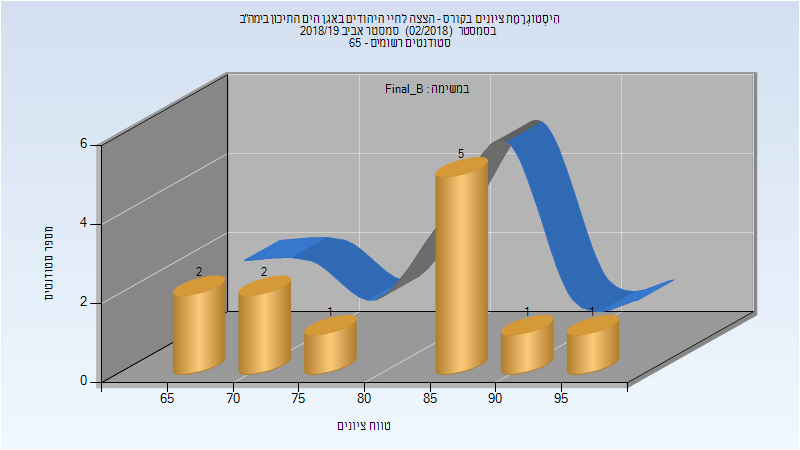 הִיסְטוֹגְרַמַת ציונים בקורס - הצצה לחיי היהודים באגן הים התיכון בימה"ב
בסמסטר (02/2018) סמסטר אביב 2018/19
סטודנטים רשומים - 65
במשימה : Final_B
מספר סטודנטים
6
4
2
0
2
2
1
5
1
1
65
70
75
80
85
90
95
טווח ציונים